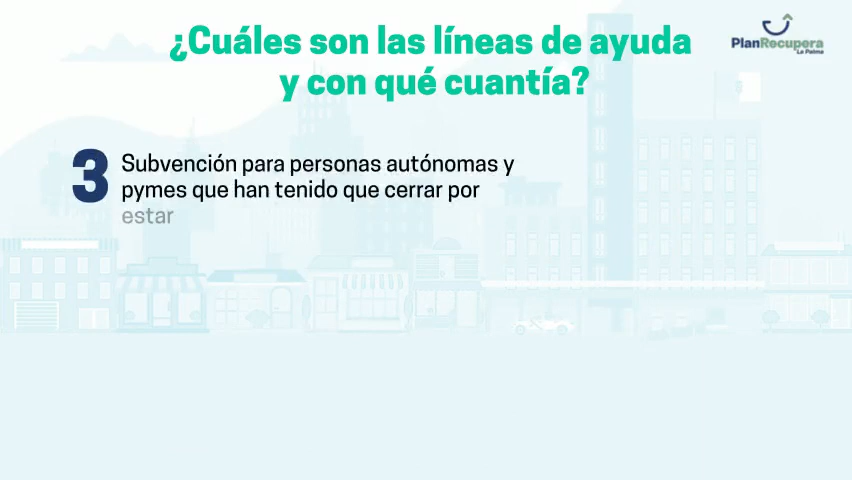 ¿Cuáles son las líneas de ayuda
y con qué cuantía?
PlanRecupera
La Palma
3 Subvención para personas autónomas y
pymes que han tenido que cerrar por
estar